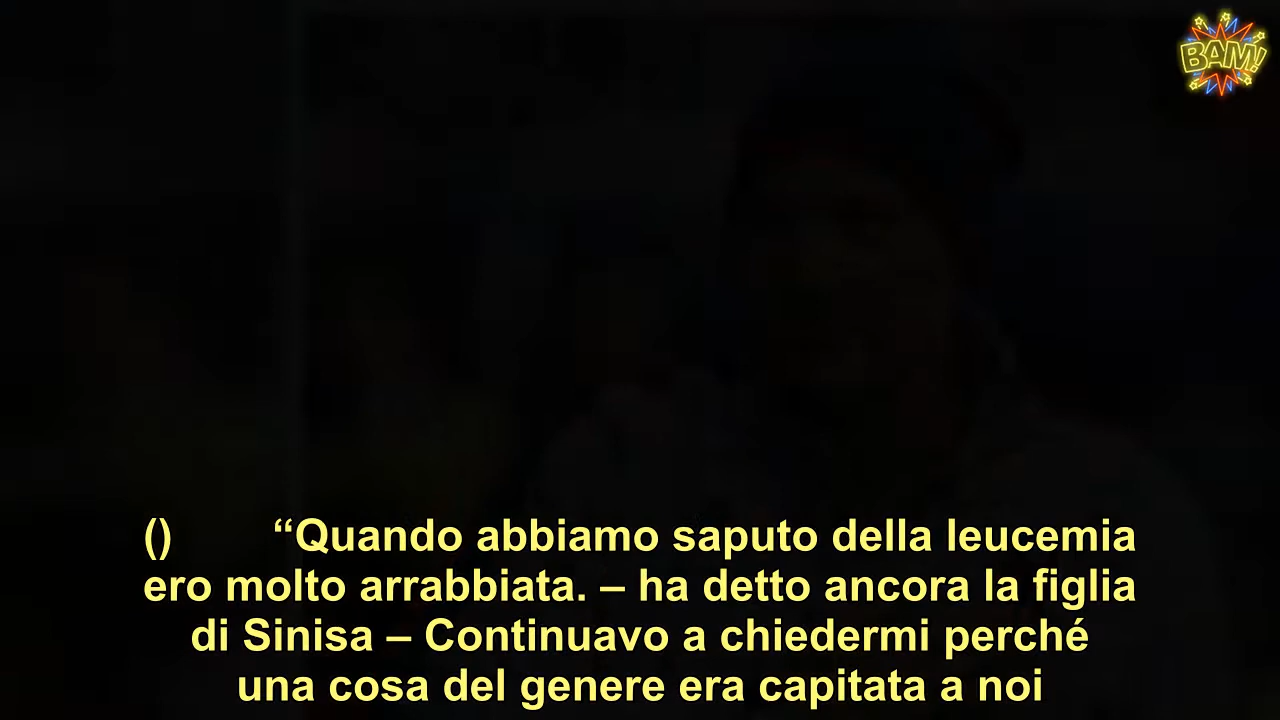 BAM!
() “Quando abbiamo saputo della leucemia
ero molto arrabbiata. – ha detto ancora la figlia
di Sinisa – Continuavo a chiedermi perché
una cosa del genere era capitata a noi